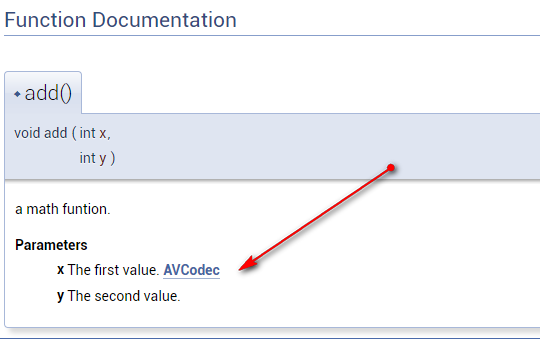 Function Documentation
add()
void add ( int x,
int y )
a math funtion.
Parameters
x The first value. AVCodec
y The second value.